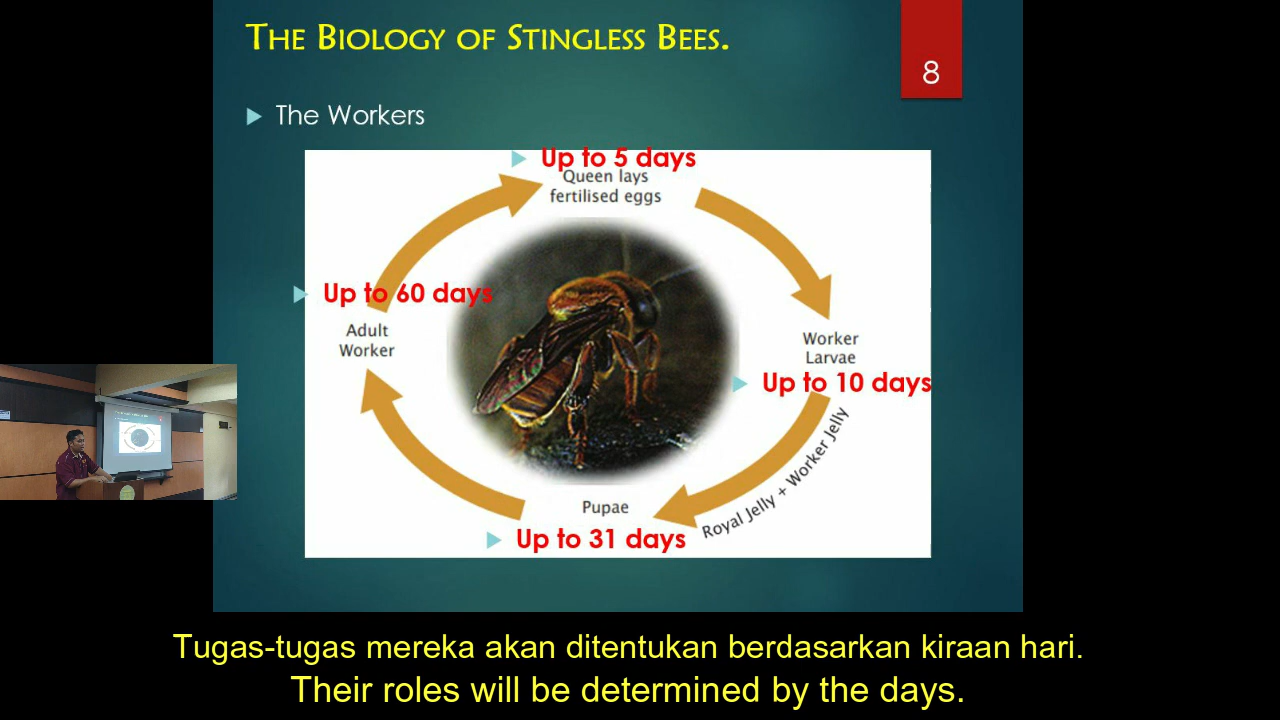 THE BIOLOGY OF STINGLESS BEES.
8
The Workers
Up to 5 days
Queen lays
fertilised eggs
Up to 60 days
Adult
Worker
Worker
Larvae
Up to 10 days
Royal Jelly + Worker Jelly
Pupae
Up to 31 days
Tugas-tugas mereka akan ditentukan berdasarkan kiraan hari.
Their roles will be determined by the days.